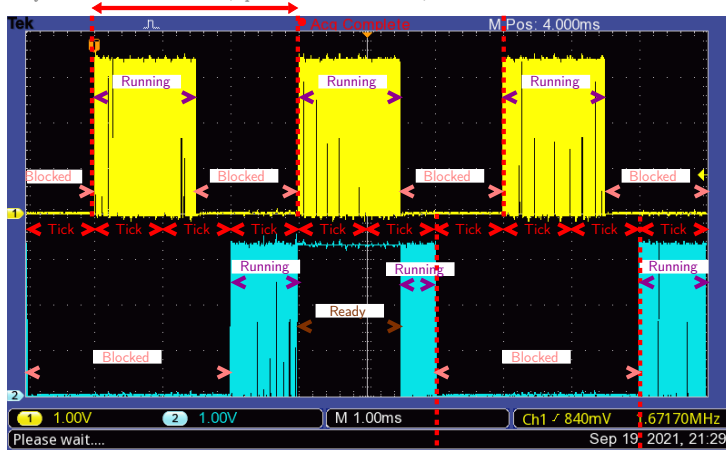 Tek Acq Complete M Pos: 4.000ms
T
Running Running Running
Blocked Blocked Blocked Blocked
1
Tick Tick Tick Tick Tick Tick Tick Tick Tick Tick
Running Running Running
Ready
Blocked Blocked
2
1 1.00V 2 1.00V M 1.00ms Ch1 840mV .67170MHz
Please wait.... Sep 19, 2021, 21:29